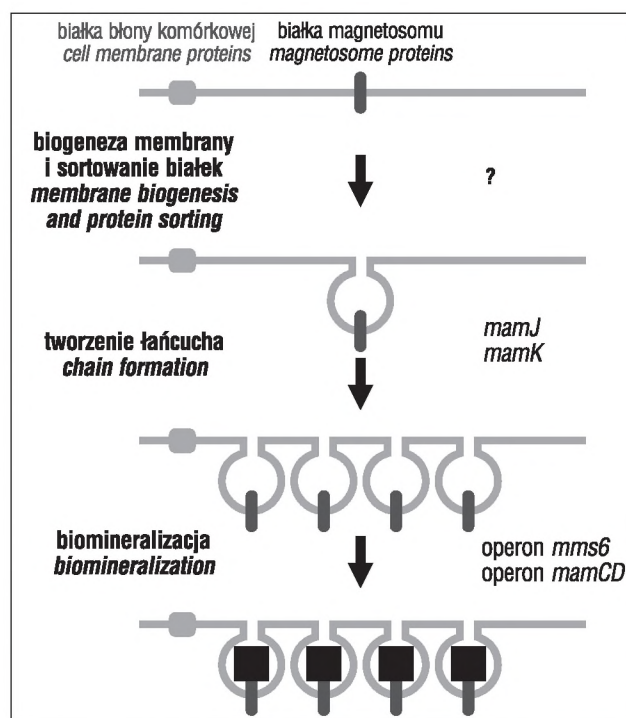 białka błony komórkowej
cell membrane proteins
białka magnetosomu
magnetosome proteins
biogeneza membrany
i sortowanie białek
membrane biogenesis
and protein sorting
?
tworzenie łańcucha
chain formation
mamJ
mamK
biomineralizacja
biomineralization
operon mms6
operon mamCD